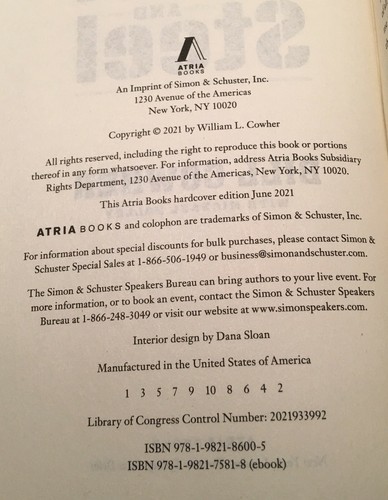 AND
Steel
ATRIA
BOOKS
An Imprint of Simon & Schuster, Inc.
1230 Avenue of the Americas
New York, NY 10020
Copyright © 2021 by William L. Cowher
All rights reserved, including the right to reproduce this book or portions
thereof in any form whatsoever. For information, address Atria Books Subsidiary
Rights Department, 1230 Avenue of the Americas, New York, NY 10020.
This Atria Books hardcover edition June 2021
ATRIA BOOKS and colophon are trademarks of Simon & Schuster, Inc.
For information about special discounts for bulk purchases, please contact Simon &
Schuster Special Sales at 1-866-506-1949 or business@simonandschuster.com.
The Simon & Schuster Speakers Bureau can bring authors to your live event. For
more information, or to book an event, contact the Simon & Schuster Speakers
Bureau at 1-866-248-3049 or visit our website at www.simonspeakers.com.
Interior design by Dana Sloan
Manufactured in the United States of America
1 3 5 7 9 10 8 6 4 2
Library of Congress Control Number: 2021933992
ISBN 978-1-9821-8600-5
ISBN 978-1-9821-7581-8 (ebook)